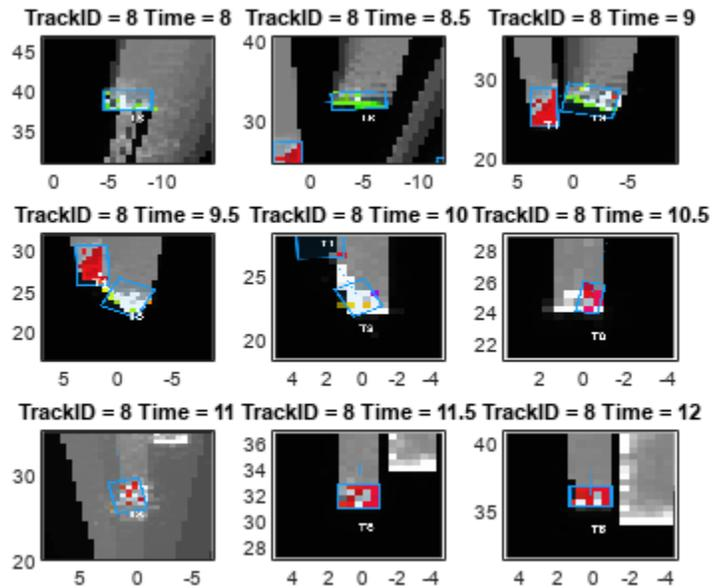 TrackID = 8 Time = 8
TrackID = 8 Time = 8.5
TrackID = 8 Time = 9
45
40
35
0 -5 -10
40
30
0 -5 -10
30
20
5 0 -5
TrackID = 8 Time = 9.5
TrackID = 8 Time = 10
TrackID = 8 Time = 10.5
30
25
20
5 0 -5
25
20
4 2 0 -2 -4
28
26
24
22
2 0 -2 -4
TrackID = 8 Time = 11
TrackID = 8 Time = 11.5
TrackID = 8 Time = 12
30
20
5 0 -5
36
34
32
30
28
T8
4 2 0 -2 -4
40
35
4 2 0 -2 -4